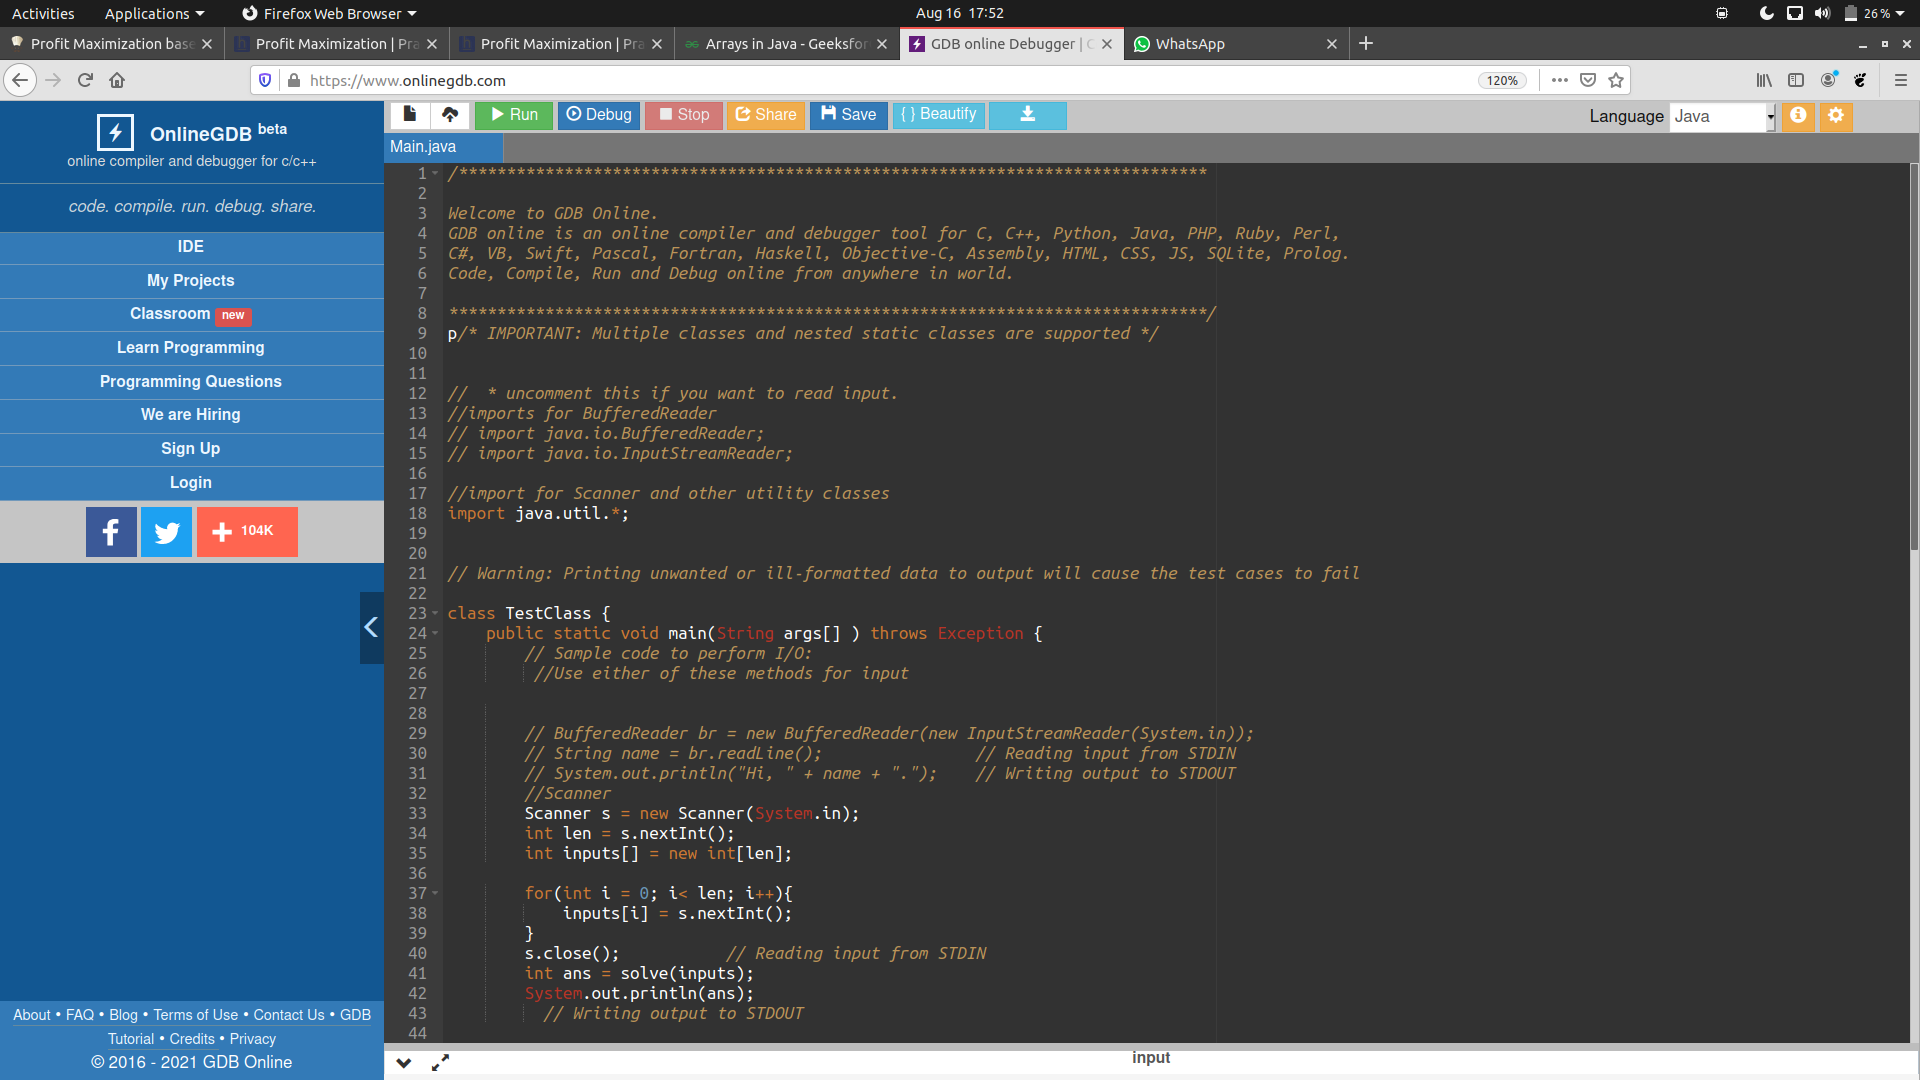 Activities Applications Firefox Web Browser Aug 16 17:52 26%
Profit Maximization base Profit Maximization | Pra Profit Maximization | Pra Arrays in Java - Geeksfor GDB online Debugger | C WhatsApp
https://www.onlinegdb.com 120%
OnlineGDB beta
online compiler and debugger for c/c++
code. compile. run. debug. share.
IDE
My Projects
Classroom new
Learn Programming
Programming Questions
We are Hiring
Sign Up
Login
104K
About • FAQ • Blog • Terms of Use • Contact Us • GDB
Tutorial • Credits • Privacy
© 2016 - 2021 GDB Online
Run Debug Stop Share Save { } Beautify Language Java
Main.java
1 /******************************************************************************
2
3 Welcome to GDB Online.
4 GDB online is an online compiler and debugger tool for C, C++, Python, Java, PHP, Ruby, Perl,
5 C#, VB, Swift, Pascal, Fortran, Haskell, Objective-C, Assembly, HTML, CSS, JS, SQLite, Prolog.
6 Code, Compile, Run and Debug online from anywhere in world.
7
8 *******************************************************************************/
9 p/* IMPORTANT: Multiple classes and nested static classes are supported */
10
11
12 //  * uncomment this if you want to read input.
13 //imports for BufferedReader
14 // import java.io.BufferedReader;
15 // import java.io.InputStreamReader;
16
17 //import for Scanner and other utility classes
18 import java.util.*;
19
20
21 // Warning: Printing unwanted or ill-formatted data to output will cause the test cases to fail
22
23 class TestClass {
24     public static void main(String args[] ) throws Exception {
25         // Sample code to perform I/O:
26          //Use either of these methods for input
27
28
29         // BufferedReader br = new BufferedReader(new InputStreamReader(System.in));
30         // String name = br.readLine();                // Reading input from STDIN
31         // System.out.println("Hi, " + name + ".");    // Writing output to STDOUT
32         //Scanner
33         Scanner s = new Scanner(System.in);
34         int len = s.nextInt();
35         int inputs[] = new int[len];
36
37         for(int i = 0; i< len; i++){
38             inputs[i] = s.nextInt();
39         }
40         s.close();           // Reading input from STDIN
41         int ans = solve(inputs);
42         System.out.println(ans);
43           // Writing output to STDOUT
44
input